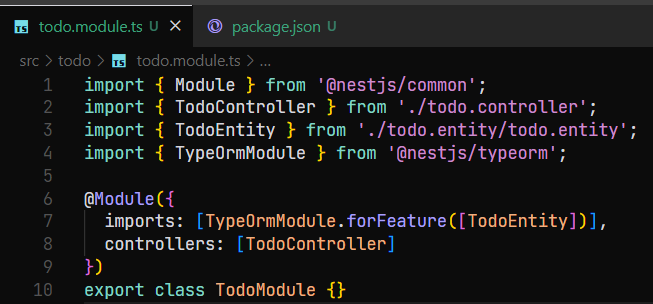 TS todo.module.ts U × package.json U
src > todo > TS todo.module.ts > ...
1 import { Module } from '@nestjs/common';
2 import { TodoController } from './todo.controller';
3 import { TodoEntity } from './todo.entity/todo.entity';
4 import { TypeOrmModule } from '@nestjs/typeorm';
5
6 @Module({
7 imports: [TypeOrmModule.forFeature([TodoEntity])],
8 controllers: [TodoController]
9 })
10 export class TodoModule {}